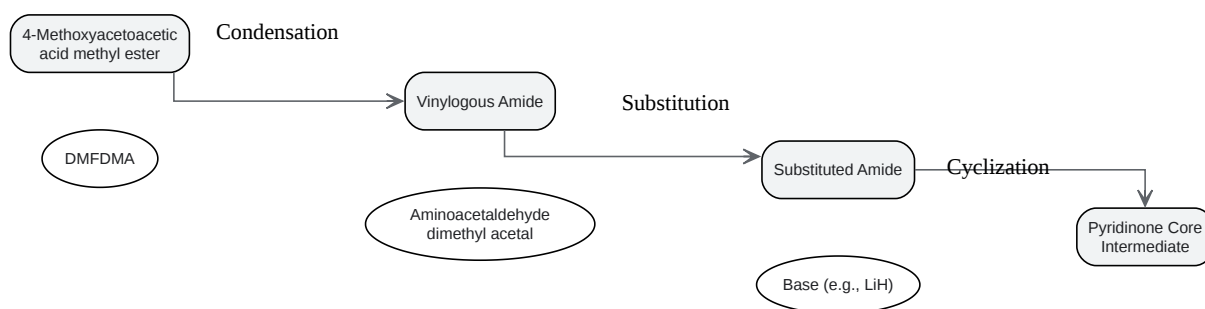 4-Methoxyacetoacetic
acid methyl ester
Condensation
DMFDMA
Vinylogous Amide
Substitution
Aminoacetaldehyde
dimethyl acetal
Substituted Amide
Cyclization
Base (e.g., LiH)
Pyridinone Core
Intermediate